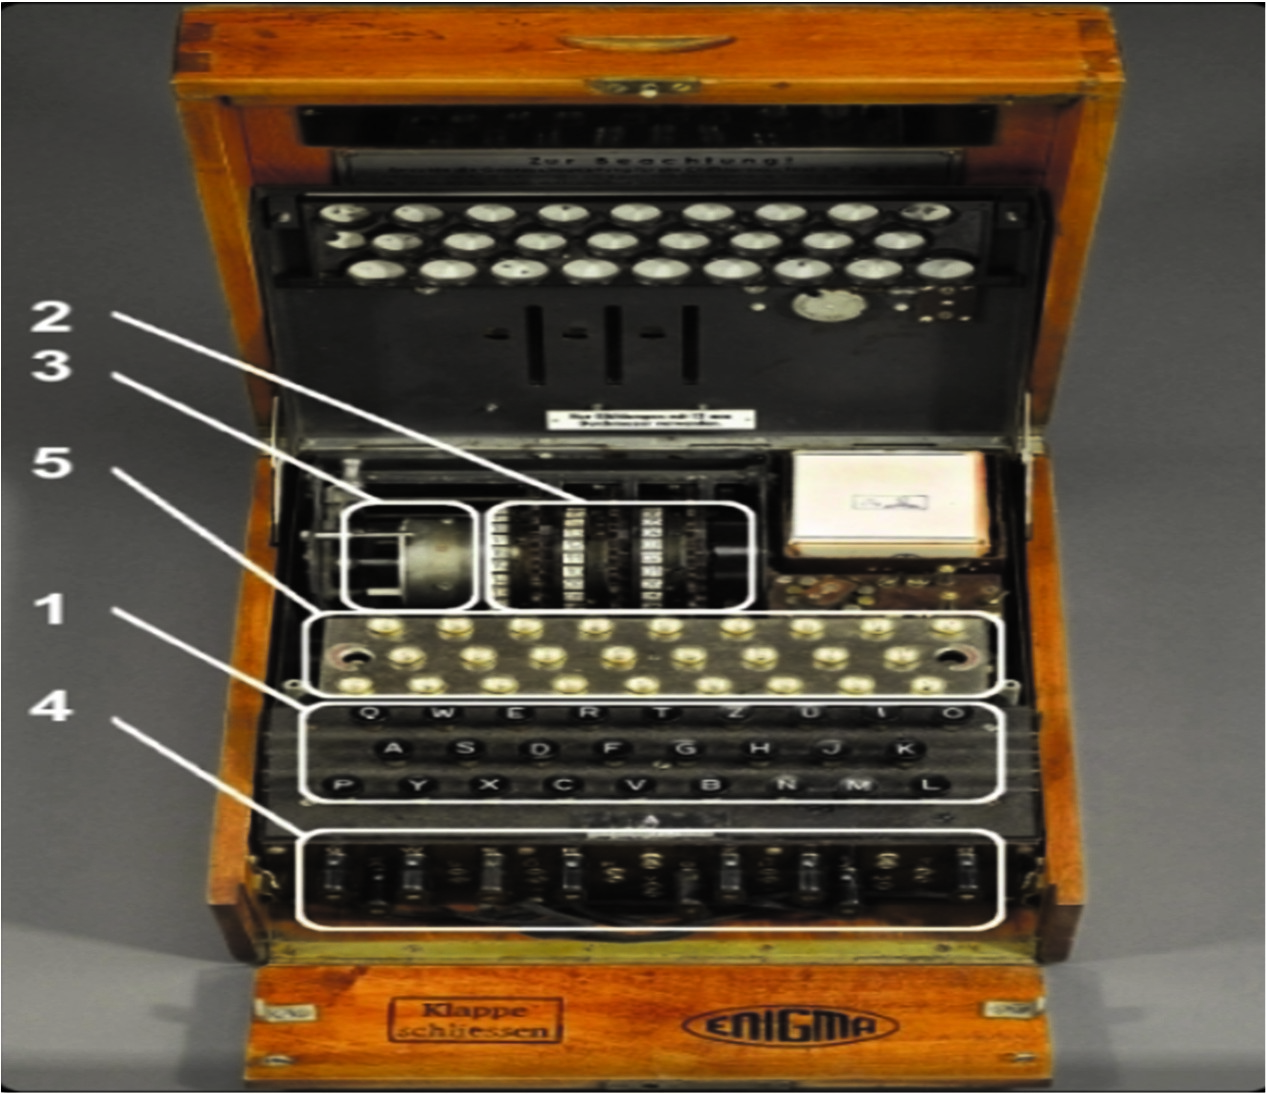 Zur Beachtung!
2
3
5
1
4
Q W E R T Z U I O
A S D F G H J K
P Y X C V B N M L
Klappe
schliessen
ENIGMA